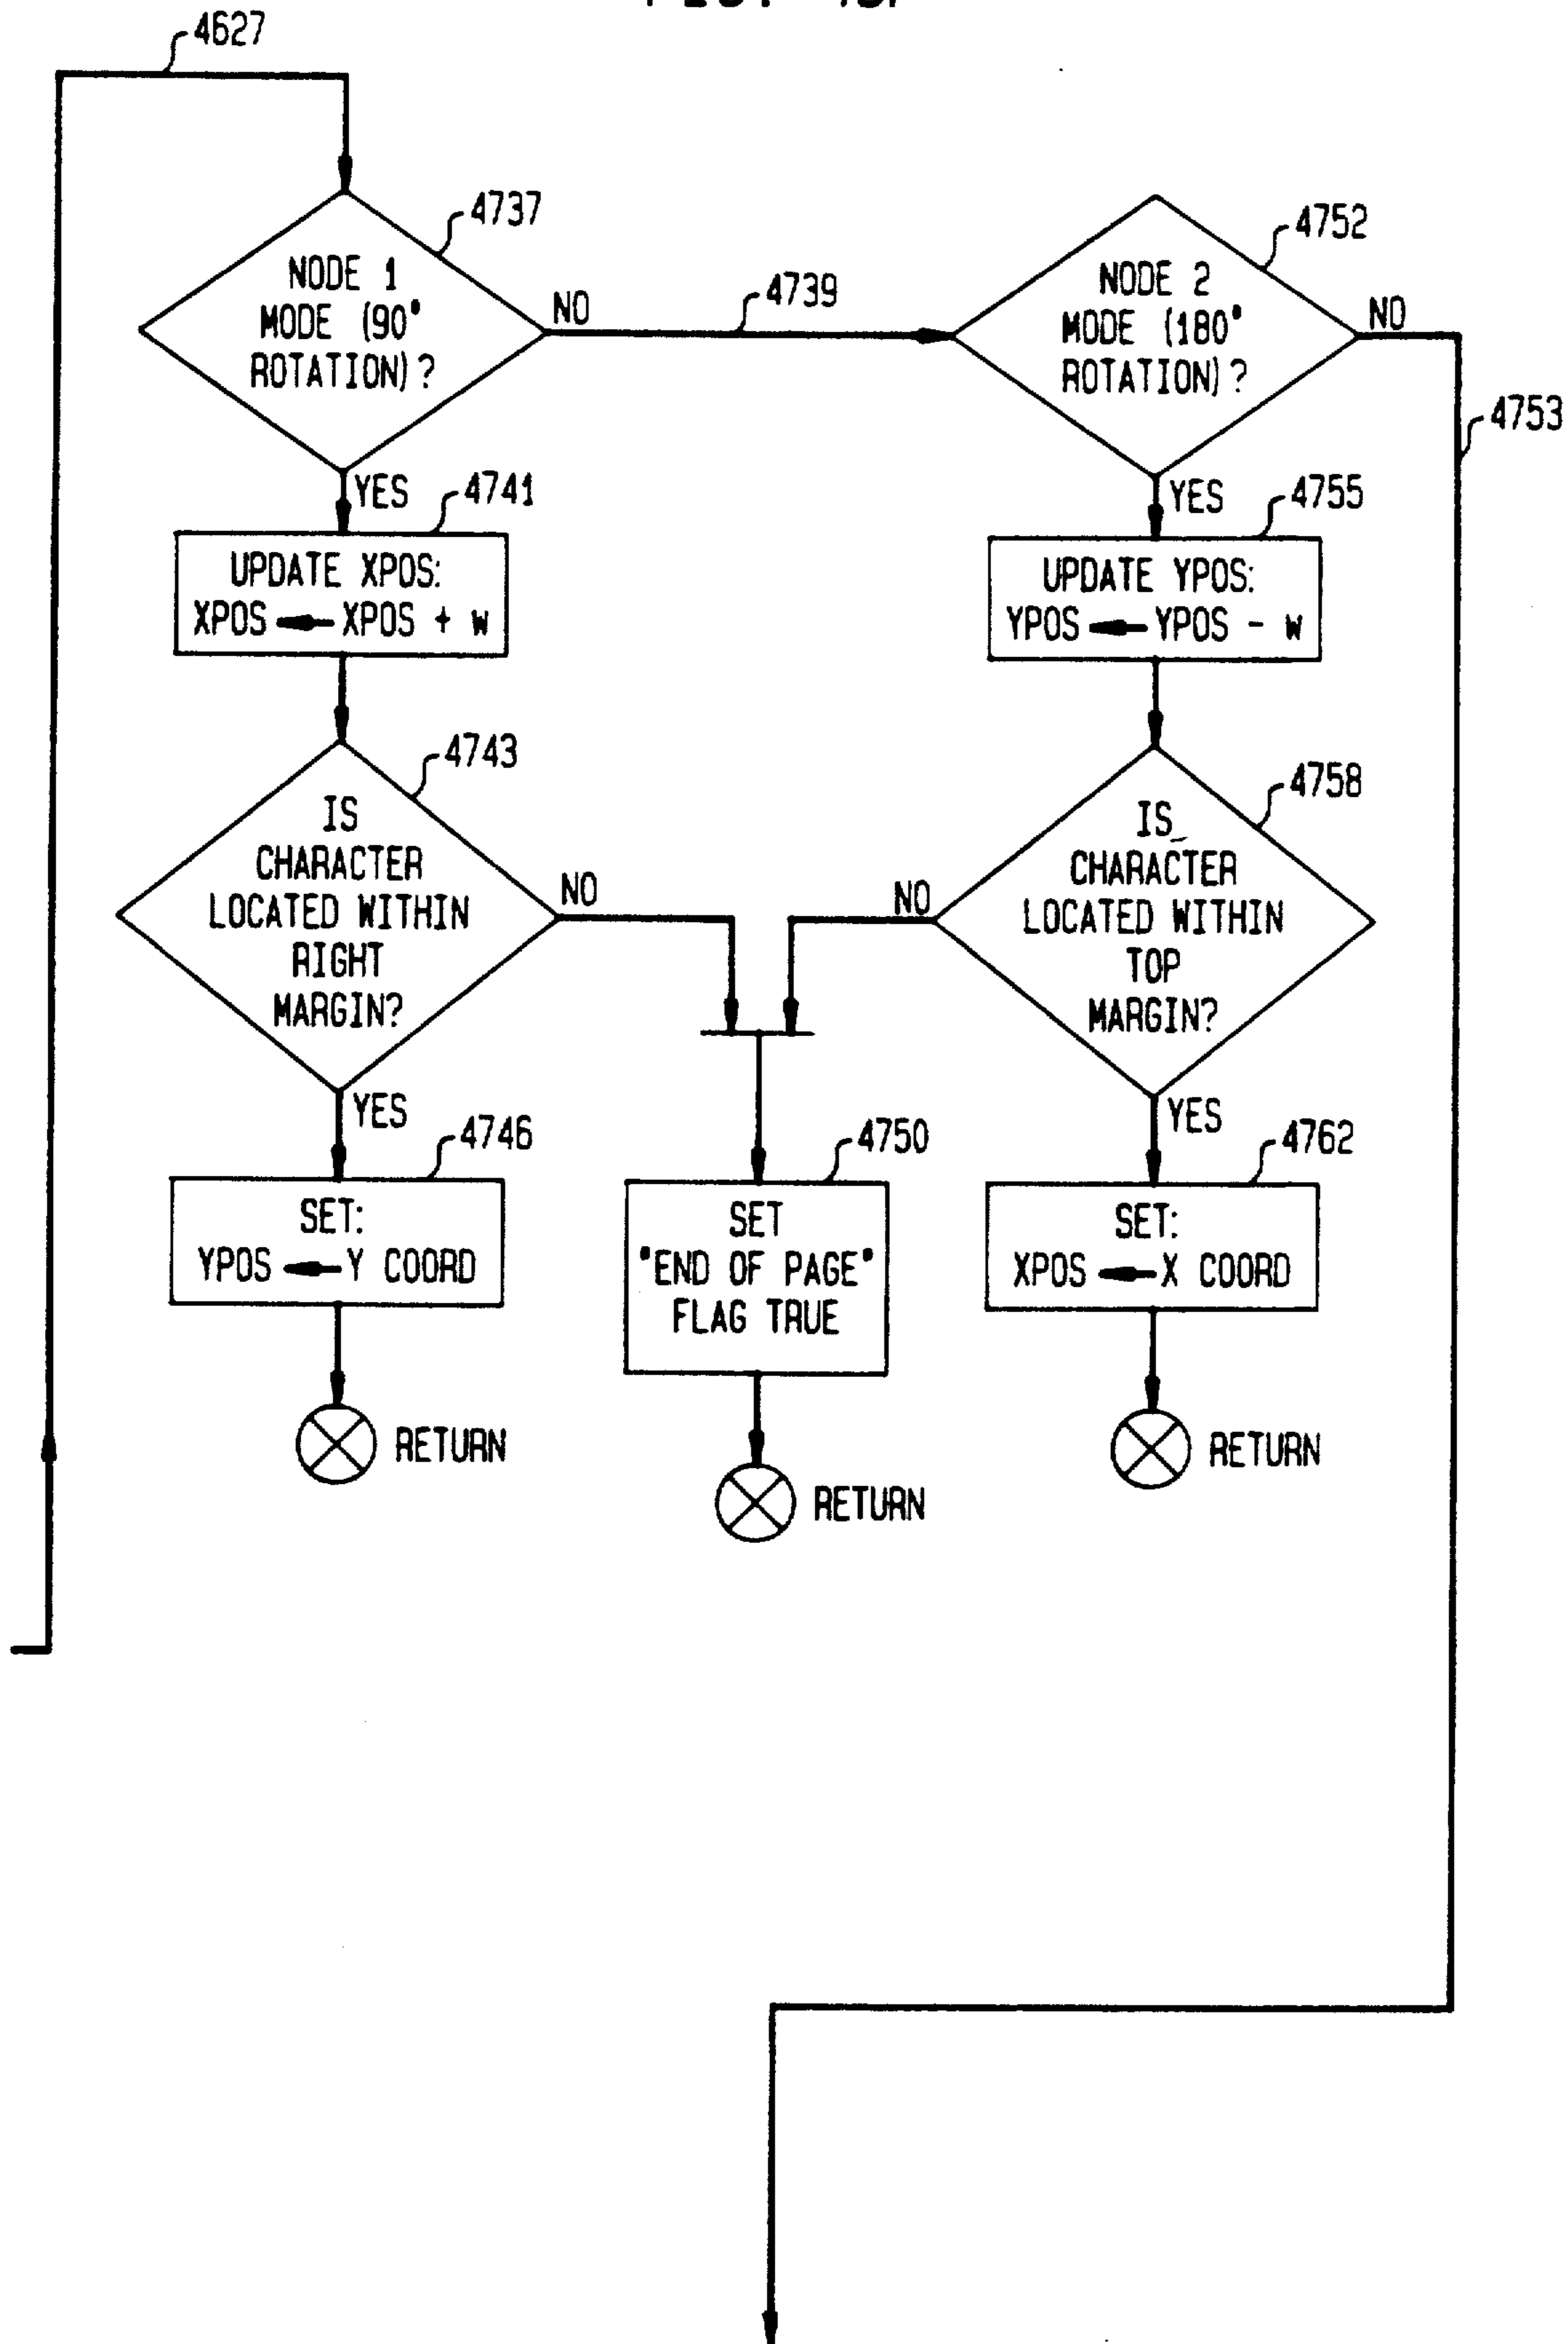 4627
4737
NODE 1
MODE (90°
ROTATION)?
NO
4739
4752
NODE 2
MODE (180°
ROTATION)?
NO
4753
YES
4741
UPDATE XPOS:
XPOS ← XPOS + w
YES
4755
UPDATE YPOS:
YPOS ← YPOS - w
4743
IS
CHARACTER
LOCATED WITHIN
RIGHT
MARGIN?
NO
4758
IS
CHARACTER
LOCATED WITHIN
TOP
MARGIN?
NO
YES
4746
SET:
YPOS ← Y COORD
RETURN
4750
SET
"END OF PAGE"
FLAG TRUE
RETURN
YES
4762
SET:
XPOS ← X COORD
RETURN